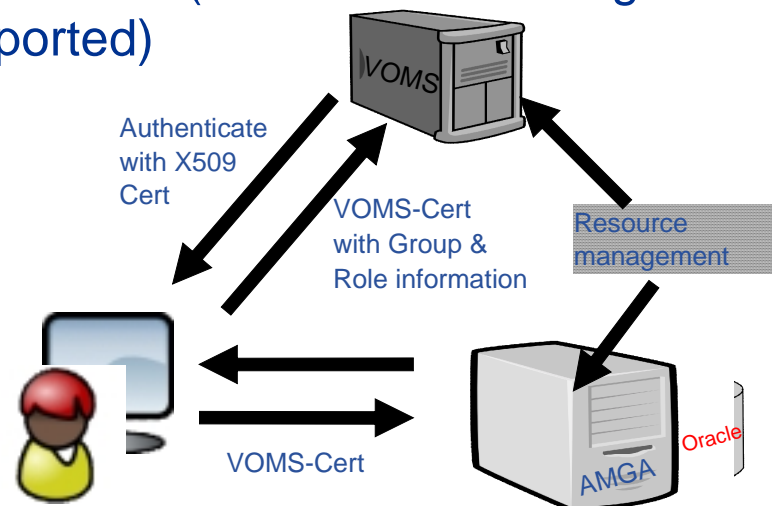 ported)
VOMS
Authenticate
with X509
Cert
VOMS-Cert
with Group &
Role information
Resource
management
VOMS-Cert
AMGA
Oracle